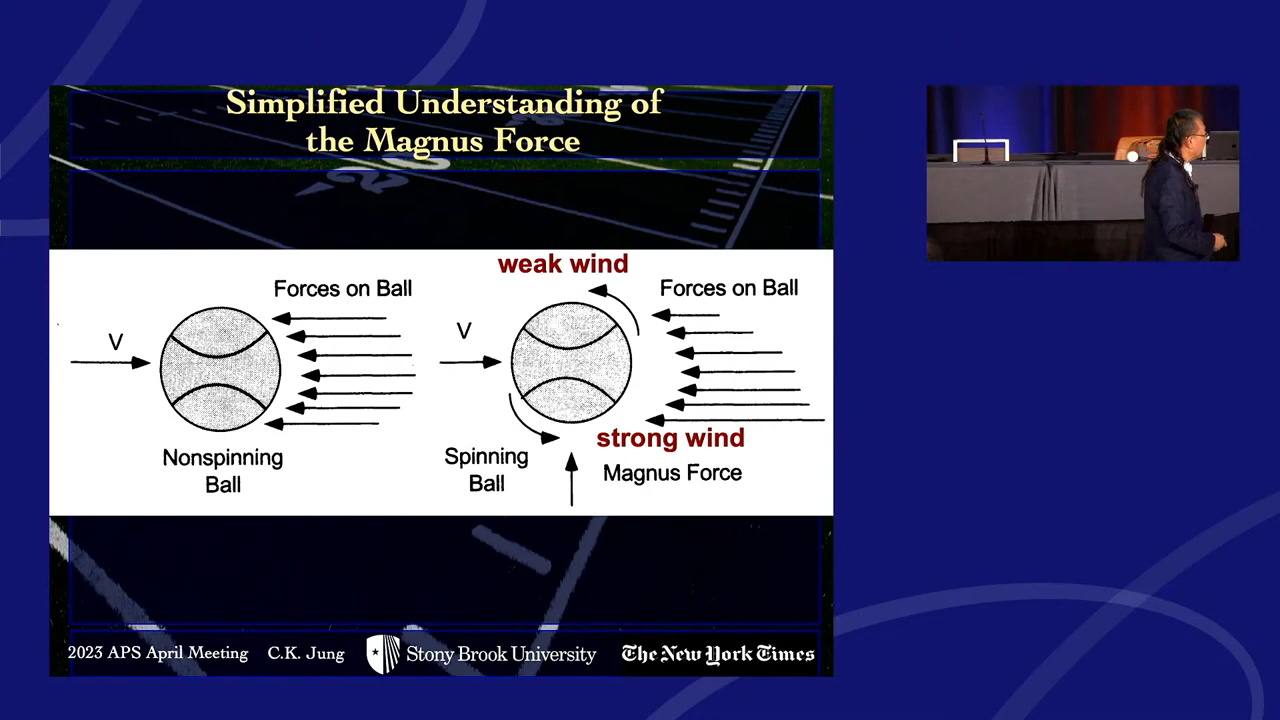 Simplified Understanding of
the Magnus Force
Forces on Ball
V
Nonspinning
Ball
weak wind
Forces on Ball
V
strong wind
Spinning
Ball
Magnus Force
2023 APS April Meeting C.K. Jung Stony Brook University The New York Times